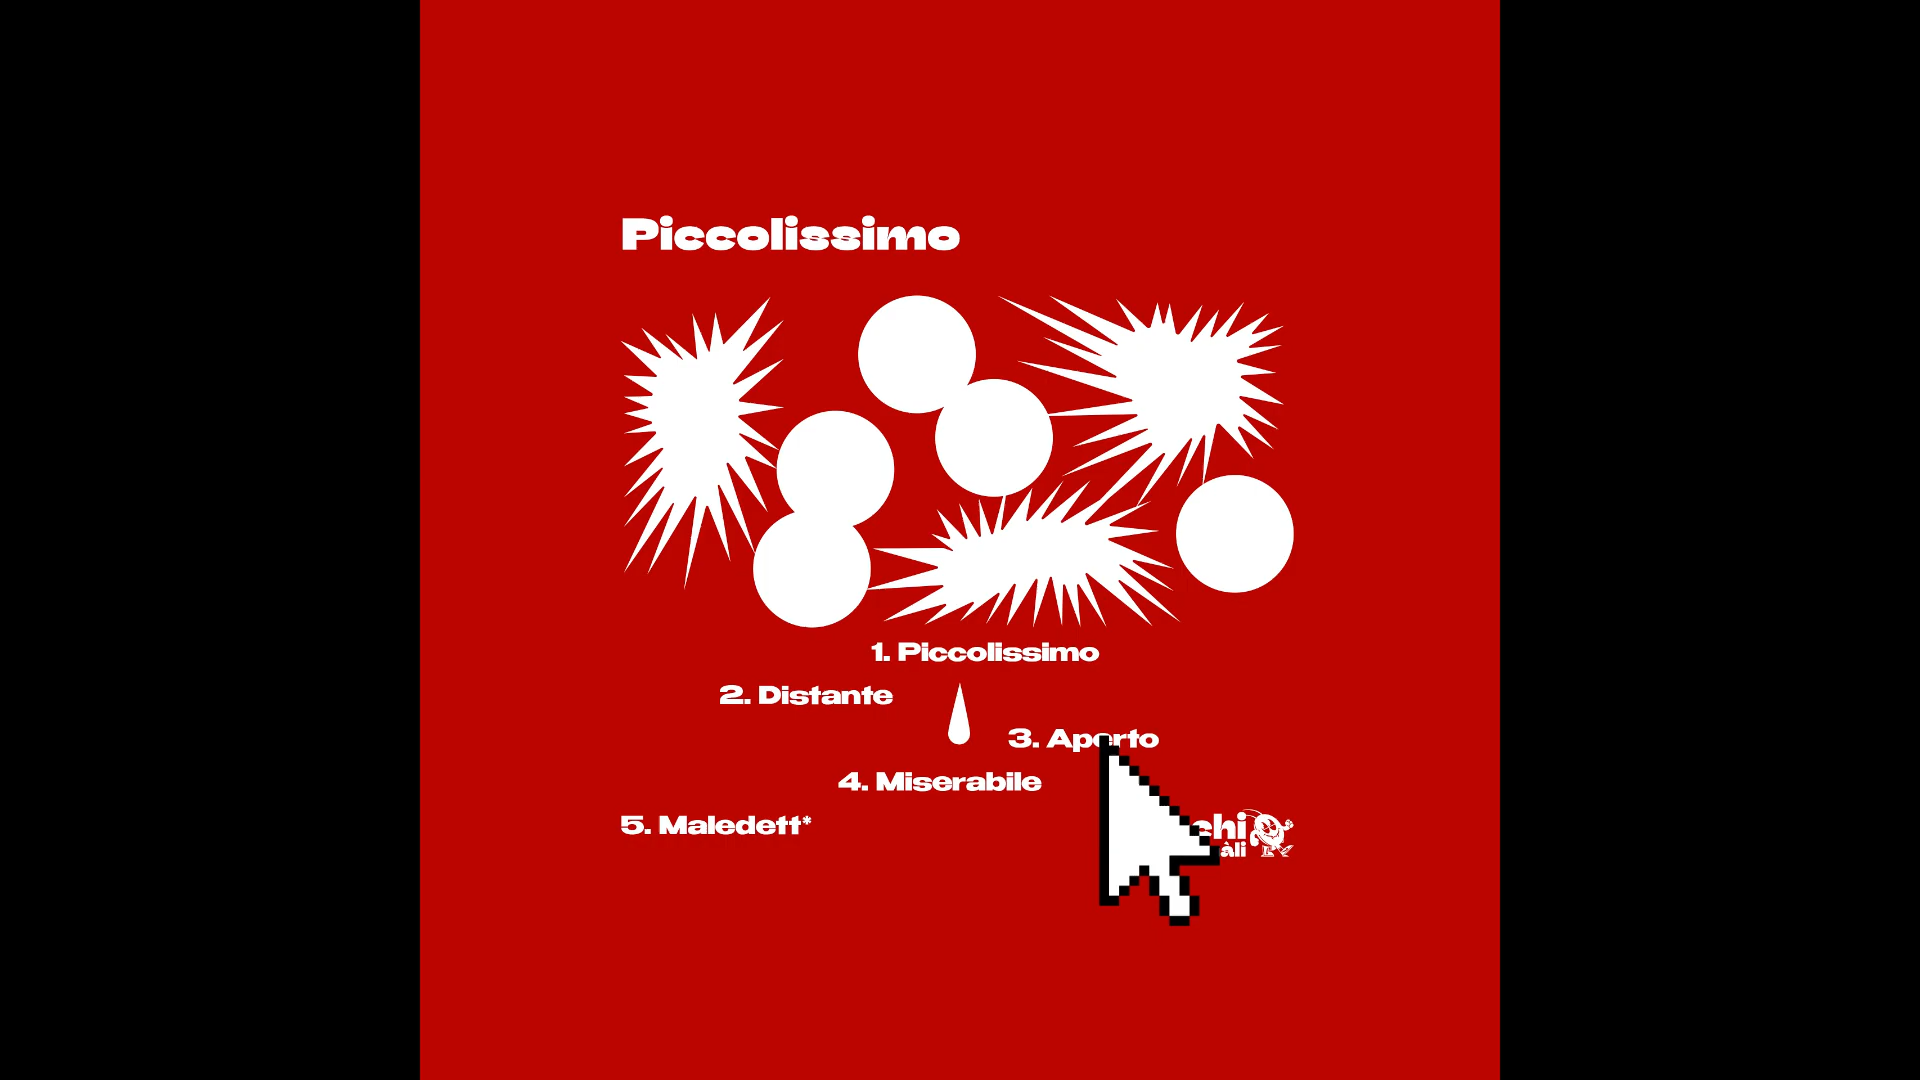 Piccolissimo
1. Piccolissimo
2. Distante
3. Aperto
4. Miserabile
5. Maledett*